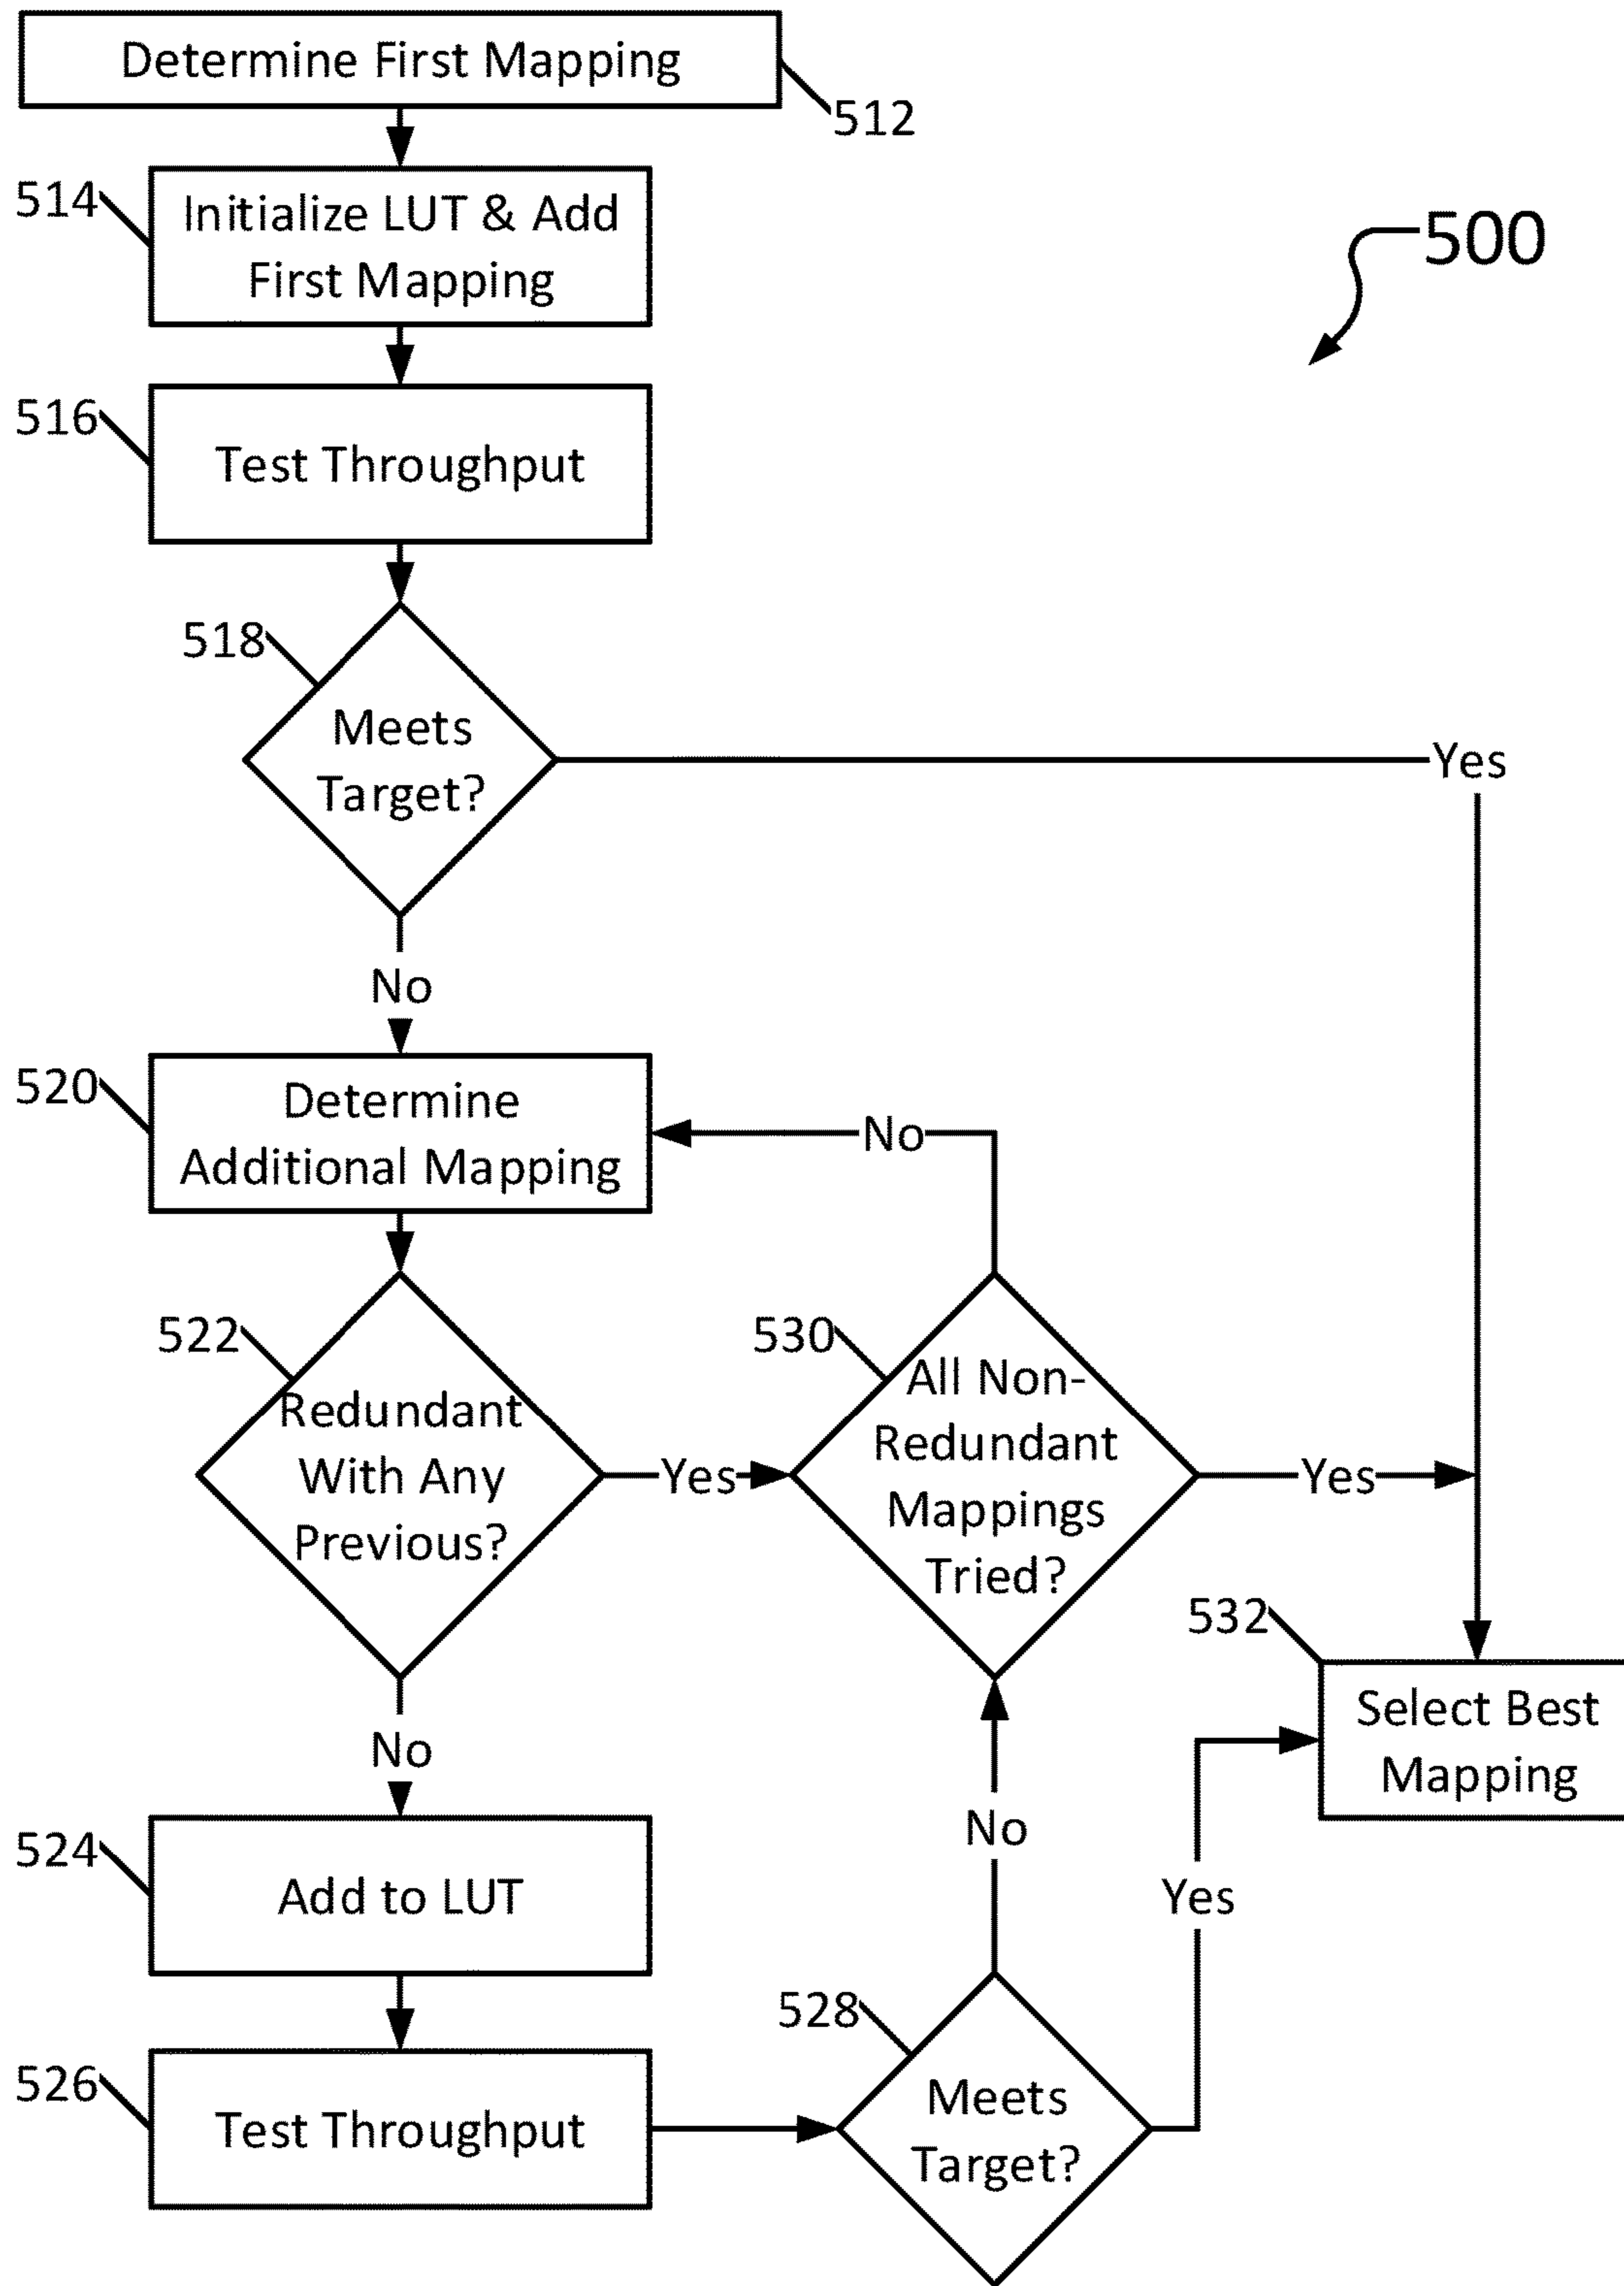 Determine First Mapping
512
514
Initialize LUT & Add
First Mapping
500
516
Test Throughput
518
Meets
Target?
Yes
No
520
Determine
Additional Mapping
No
522
Redundant
With Any
Previous?
Yes
530
All Non-
Redundant
Mappings
Tried?
Yes
532
Select Best
Mapping
No
524
Add to LUT
No
Yes
526
Test Throughput
528
Meets
Target?